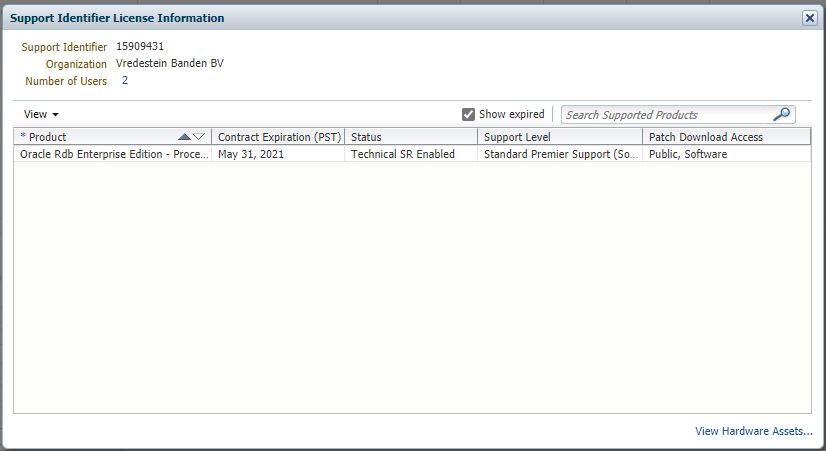 Support Identifier License Information
Support Identifier 15909431
Organization Vredestein Banden BV
Number of Users 2
View Show expired Search Supported Products
* Product Contract Expiration (PST) Status Support Level Patch Download Access
Oracle Rdb Enterprise Edition - Proce... May 31, 2021 Technical SR Enabled Standard Premier Support (So... Public, Software
View Hardware Assets...